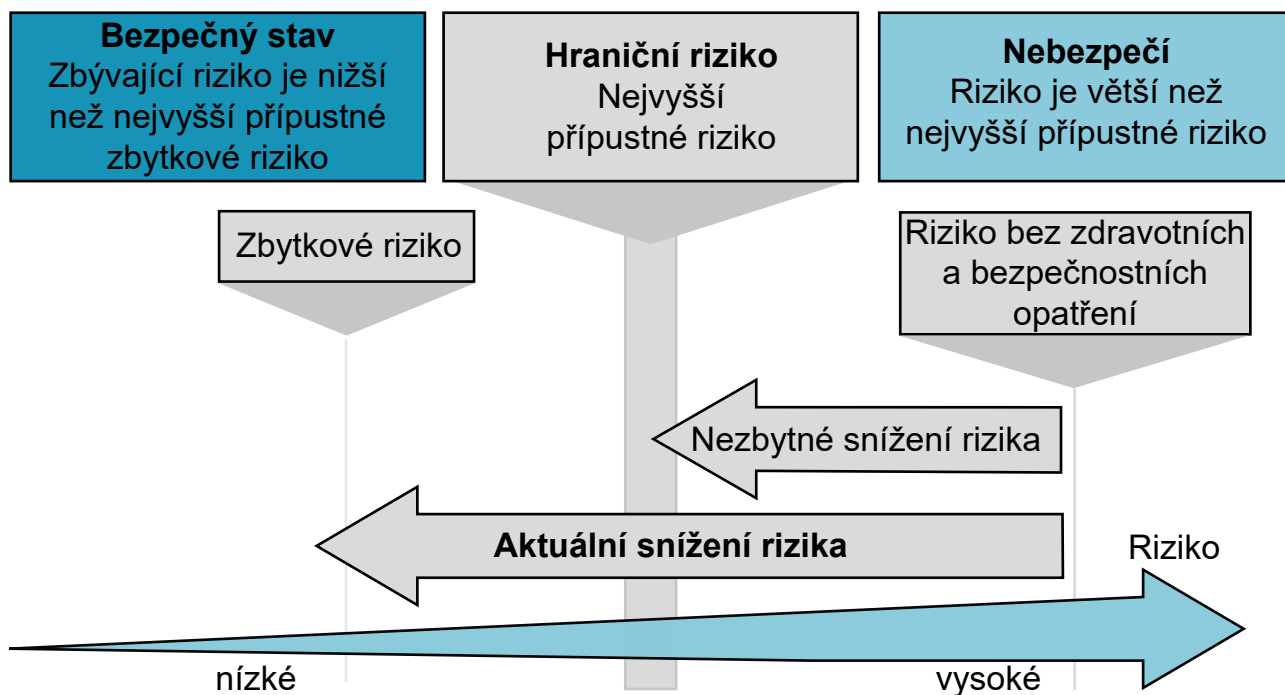 Bezpečný stav
Zbývající riziko je nižší
než nejvyšší přípustné
zbytkové riziko
Hraniční riziko
Nejvyšší
přípustné riziko
Nebezpečí
Riziko je větší než
nejvyšší přípustné riziko
Zbytkové riziko
Riziko bez zdravotních
a bezpečnostních
opatření
Nezbytné snížení rizika
Aktuální snížení rizika
Riziko
nízké
vysoké